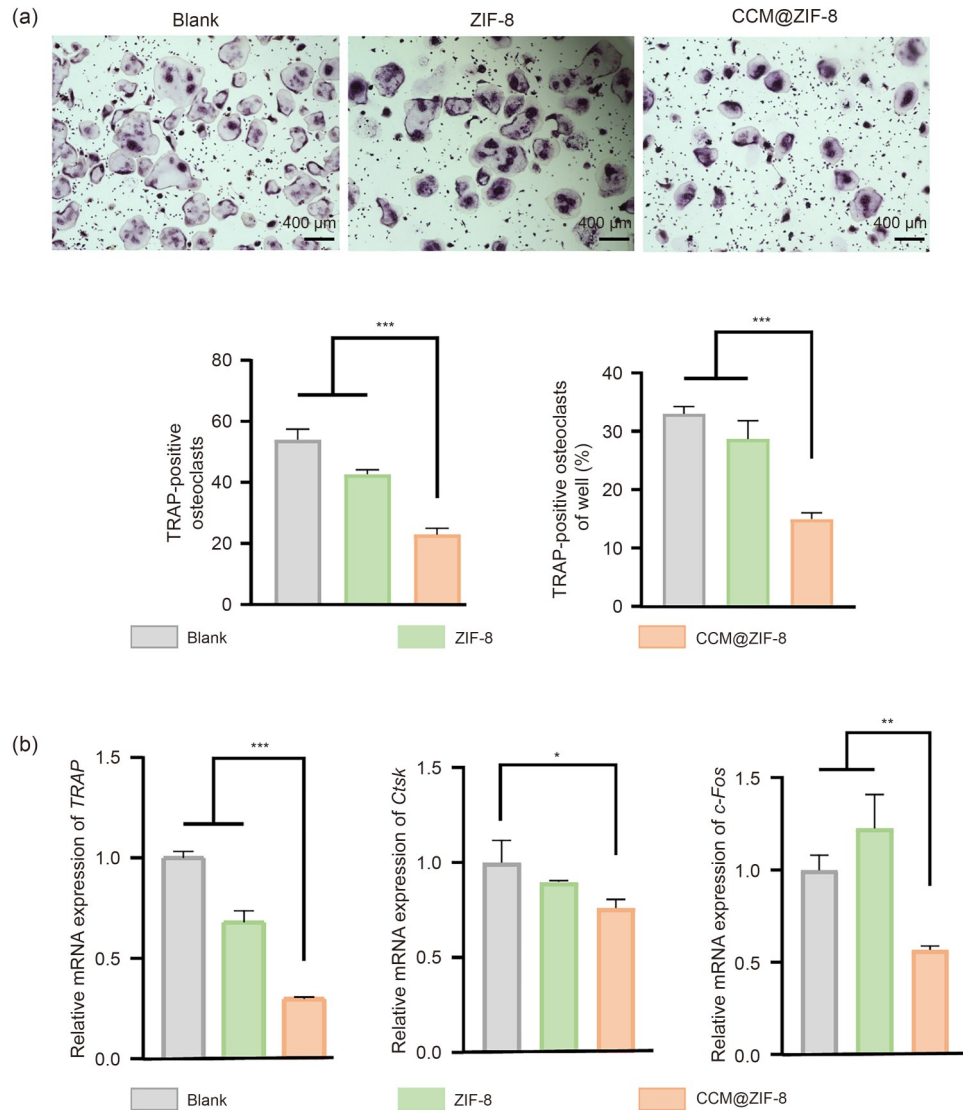 (a)
Blank
ZIF-8
CCM@ZIF-8
400 μm
400 μm
400 μm
TRAP-positive
osteoclasts
80
60
40
20
0
***
TRAP-positive osteoclasts
of well (%)
40
30
20
10
0
***
Blank
ZIF-8
CCM@ZIF-8
(b)
Relative mRNA expression of TRAP
1.5
1.0
0.5
0.0
***
Relative mRNA expression of Ctsk
1.5
1.0
0.5
0.0
*
Relative mRNA expression of c-Fos
1.5
1.0
0.5
0.0
**
Blank
ZIF-8
CCM@ZIF-8